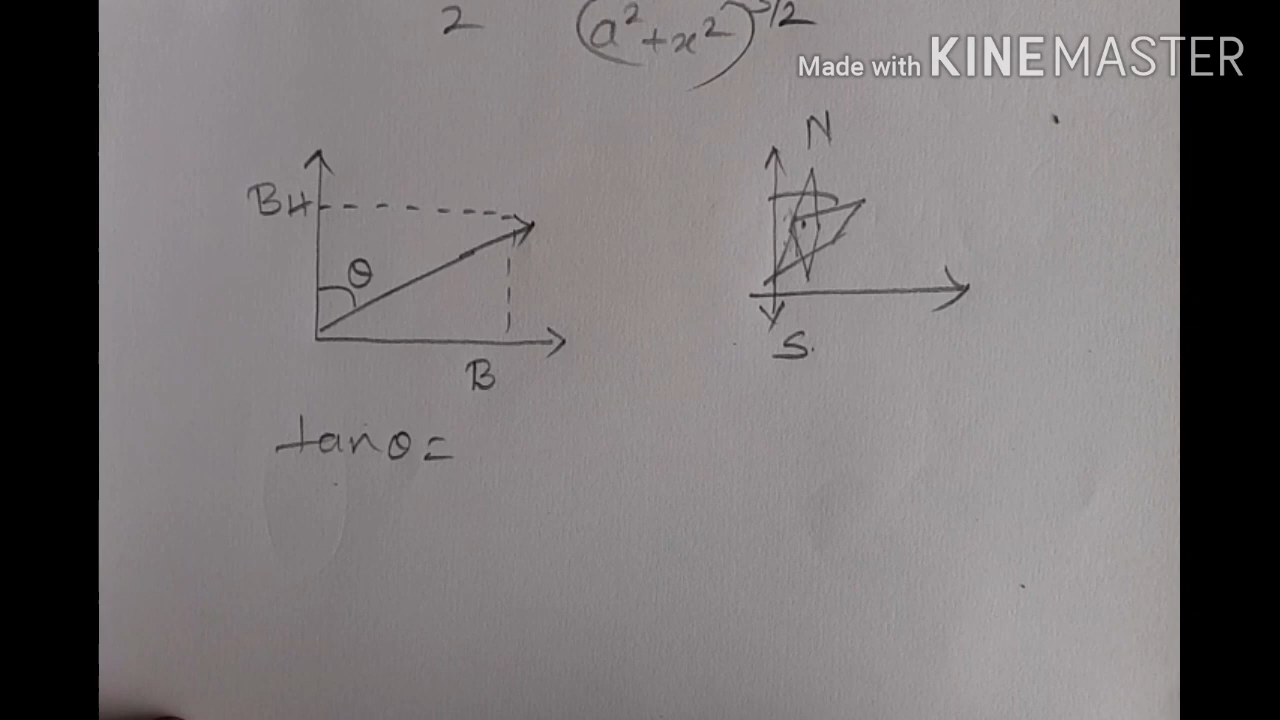 2 (a²+x²)^3/2
Made with KINEMASTER
N
BH
θ
S.
B
tanθ=